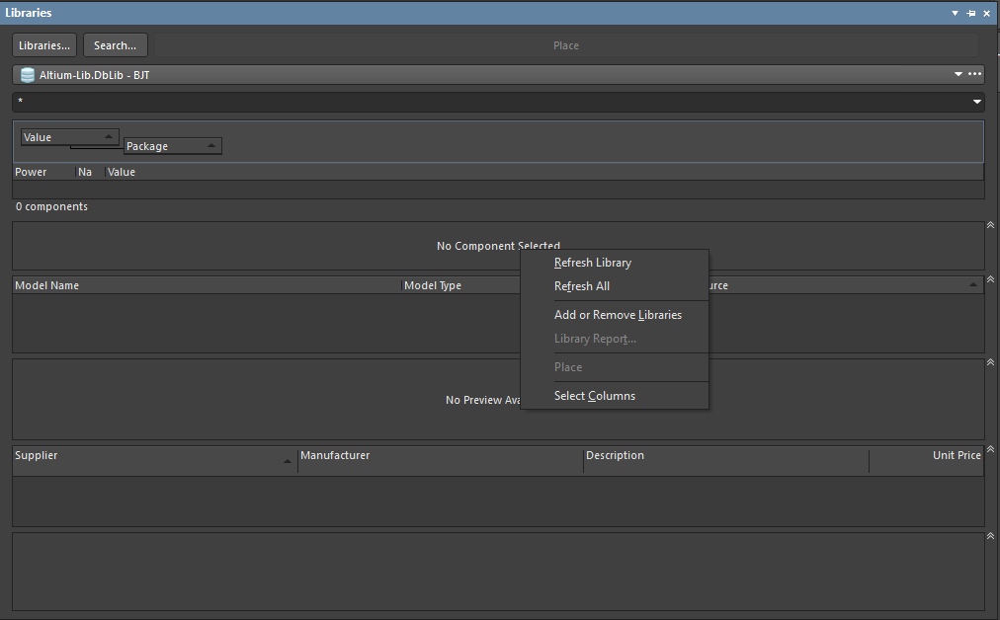 Libraries
Libraries... Search... Place
Altium-Lib.DbLib - BJT
*
Value
Package
Power Na Value
0 components
No Component Selected
Refresh Library
Refresh All
Model Name Model Type urce
Add or Remove Libraries
Library Report...
Place
No Preview Ava
Select Columns
Supplier Manufacturer Description Unit Price